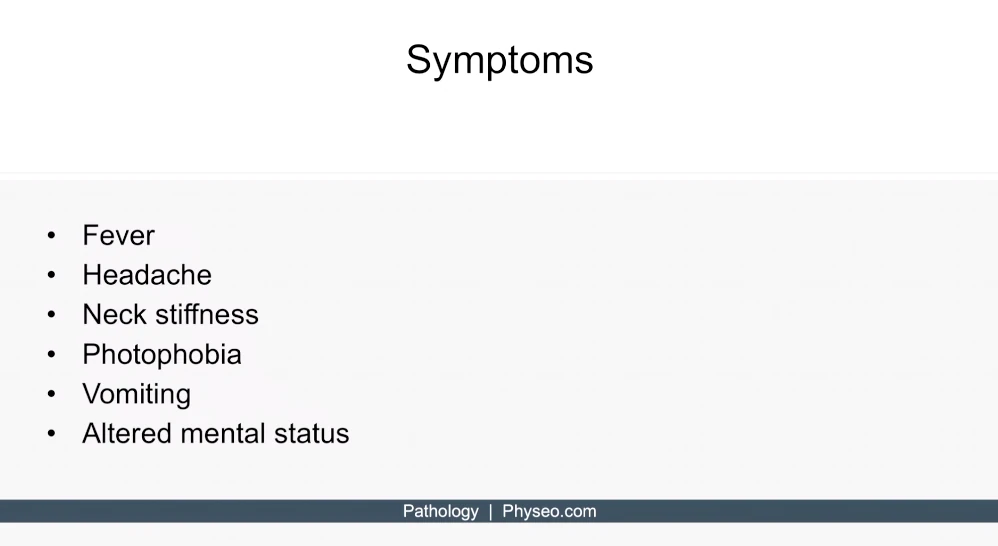 Symptoms
• Fever
• Headache
• Neck stiffness
• Photophobia
• Vomiting
• Altered mental status
Pathology | Physeo.com